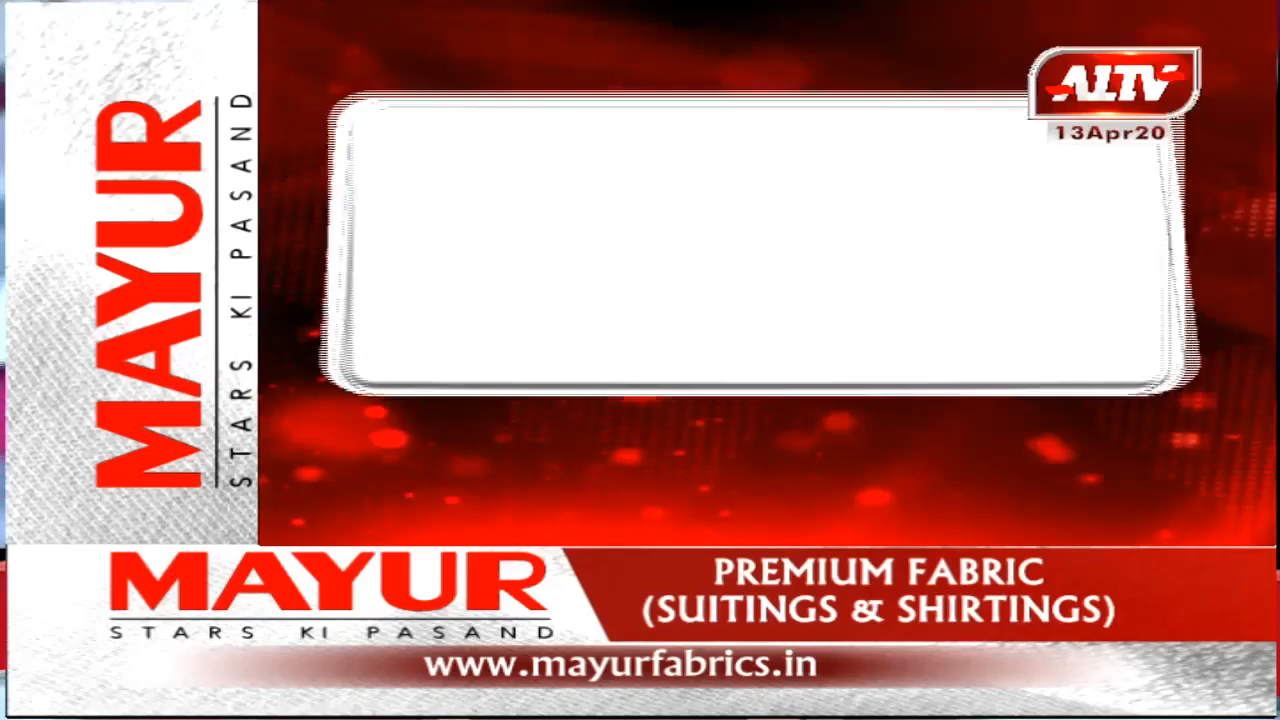 MAYUR
STARS KI PASAND
ALTV
13Apr20
MAYUR
STARS KI PASAND
PREMIUM FABRIC
(SUITINGS & SHIRTINGS)
www.mayurfabrics.in